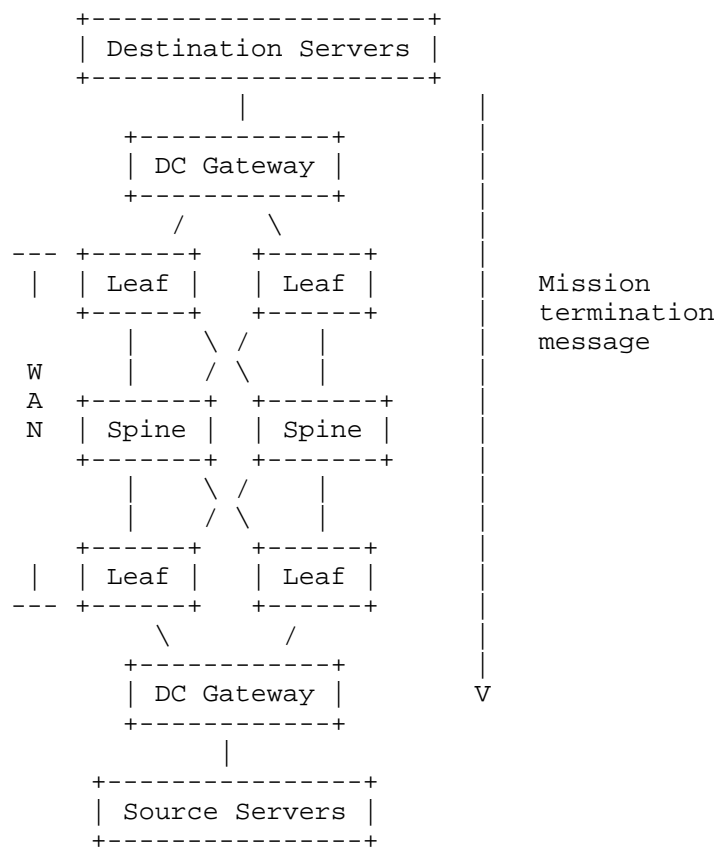 Destination Servers
DC Gateway
Leaf Leaf Mission
termination
message
W
A
N Spine Spine
Leaf Leaf
DC Gateway V
Source Servers